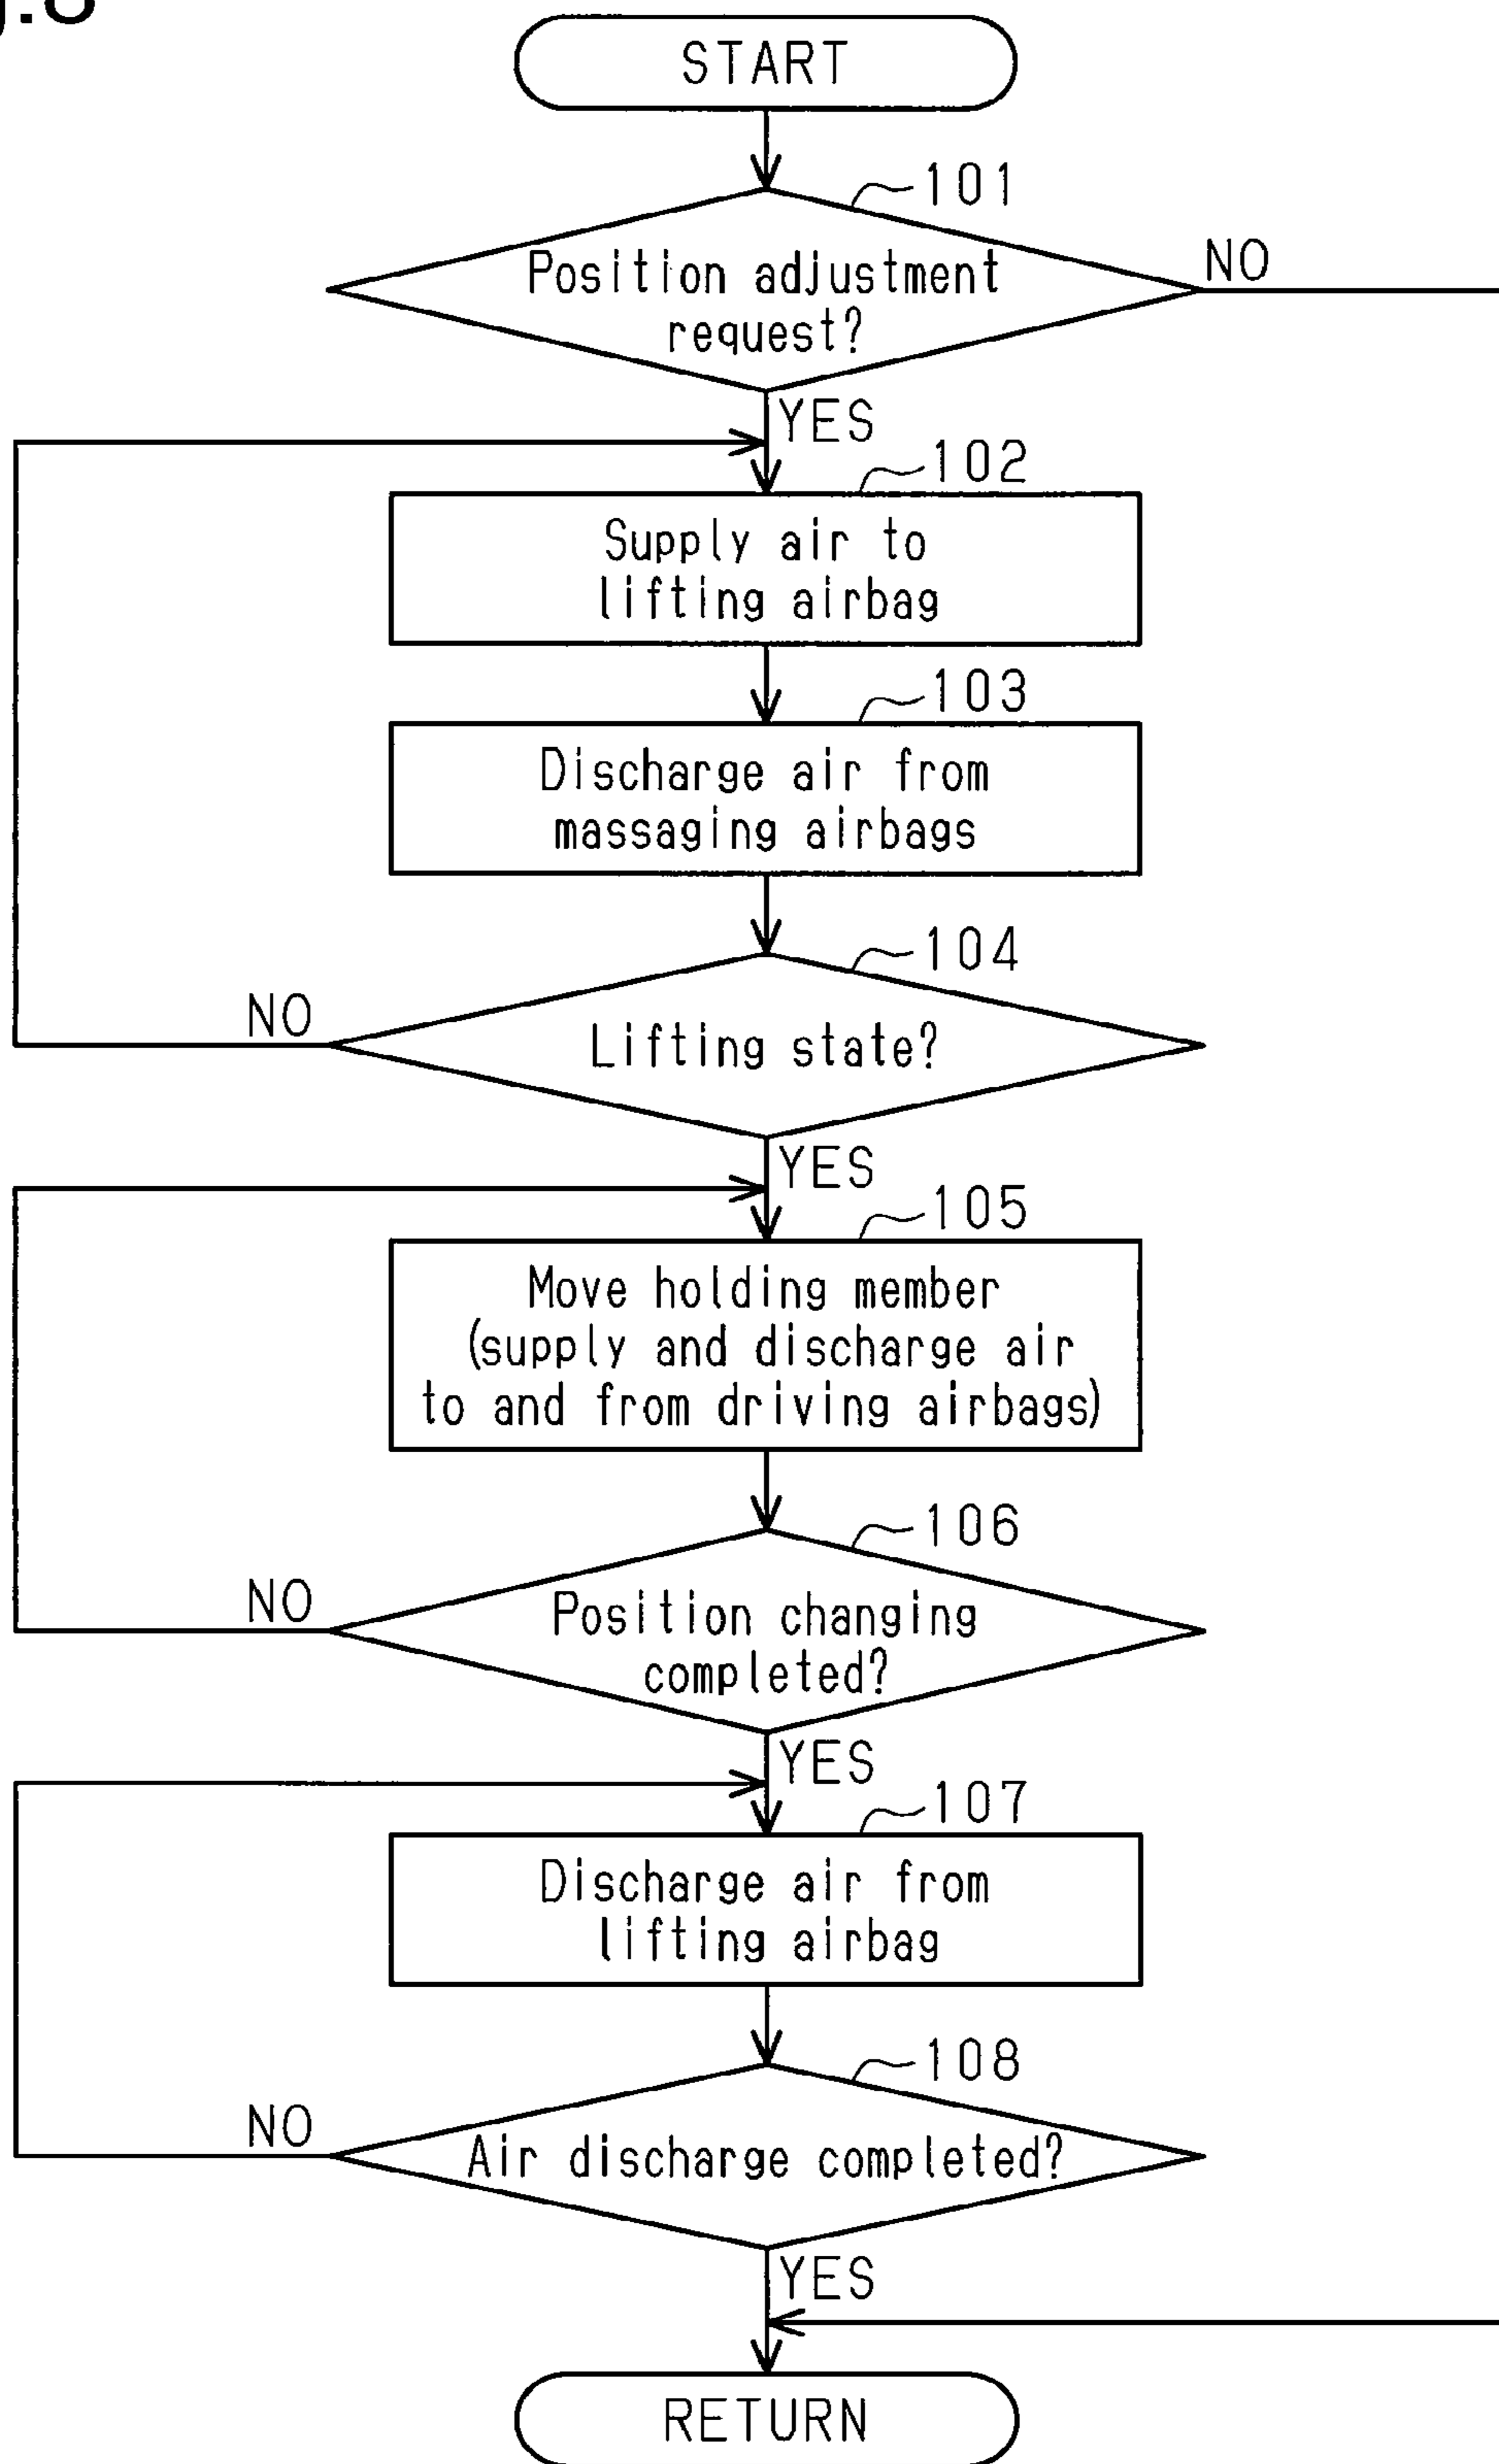 START
101
Position adjustment
request?
NO
YES
102
Supply air to
lifting airbag
103
Discharge air from
massaging airbags
104
NO
Lifting state?
YES
105
Move holding member
(supply and discharge air
to and from driving airbags)
106
NO
Position changing
completed?
YES
107
Discharge air from
lifting airbag
108
NO
Air discharge completed?
YES
RETURN